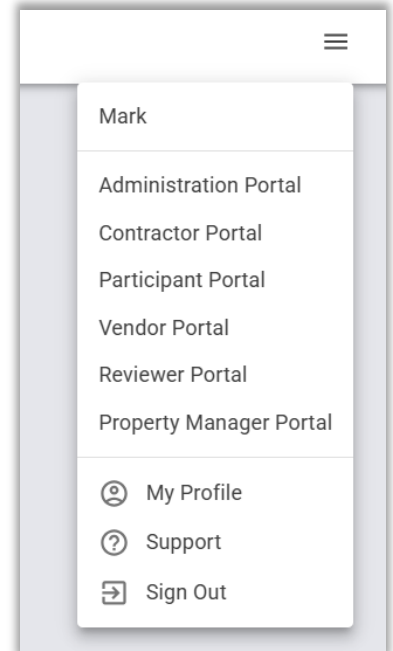 Mark
Administration Portal
Contractor Portal
Participant Portal
Vendor Portal
Reviewer Portal
Property Manager Portal
My Profile
Support
Sign Out